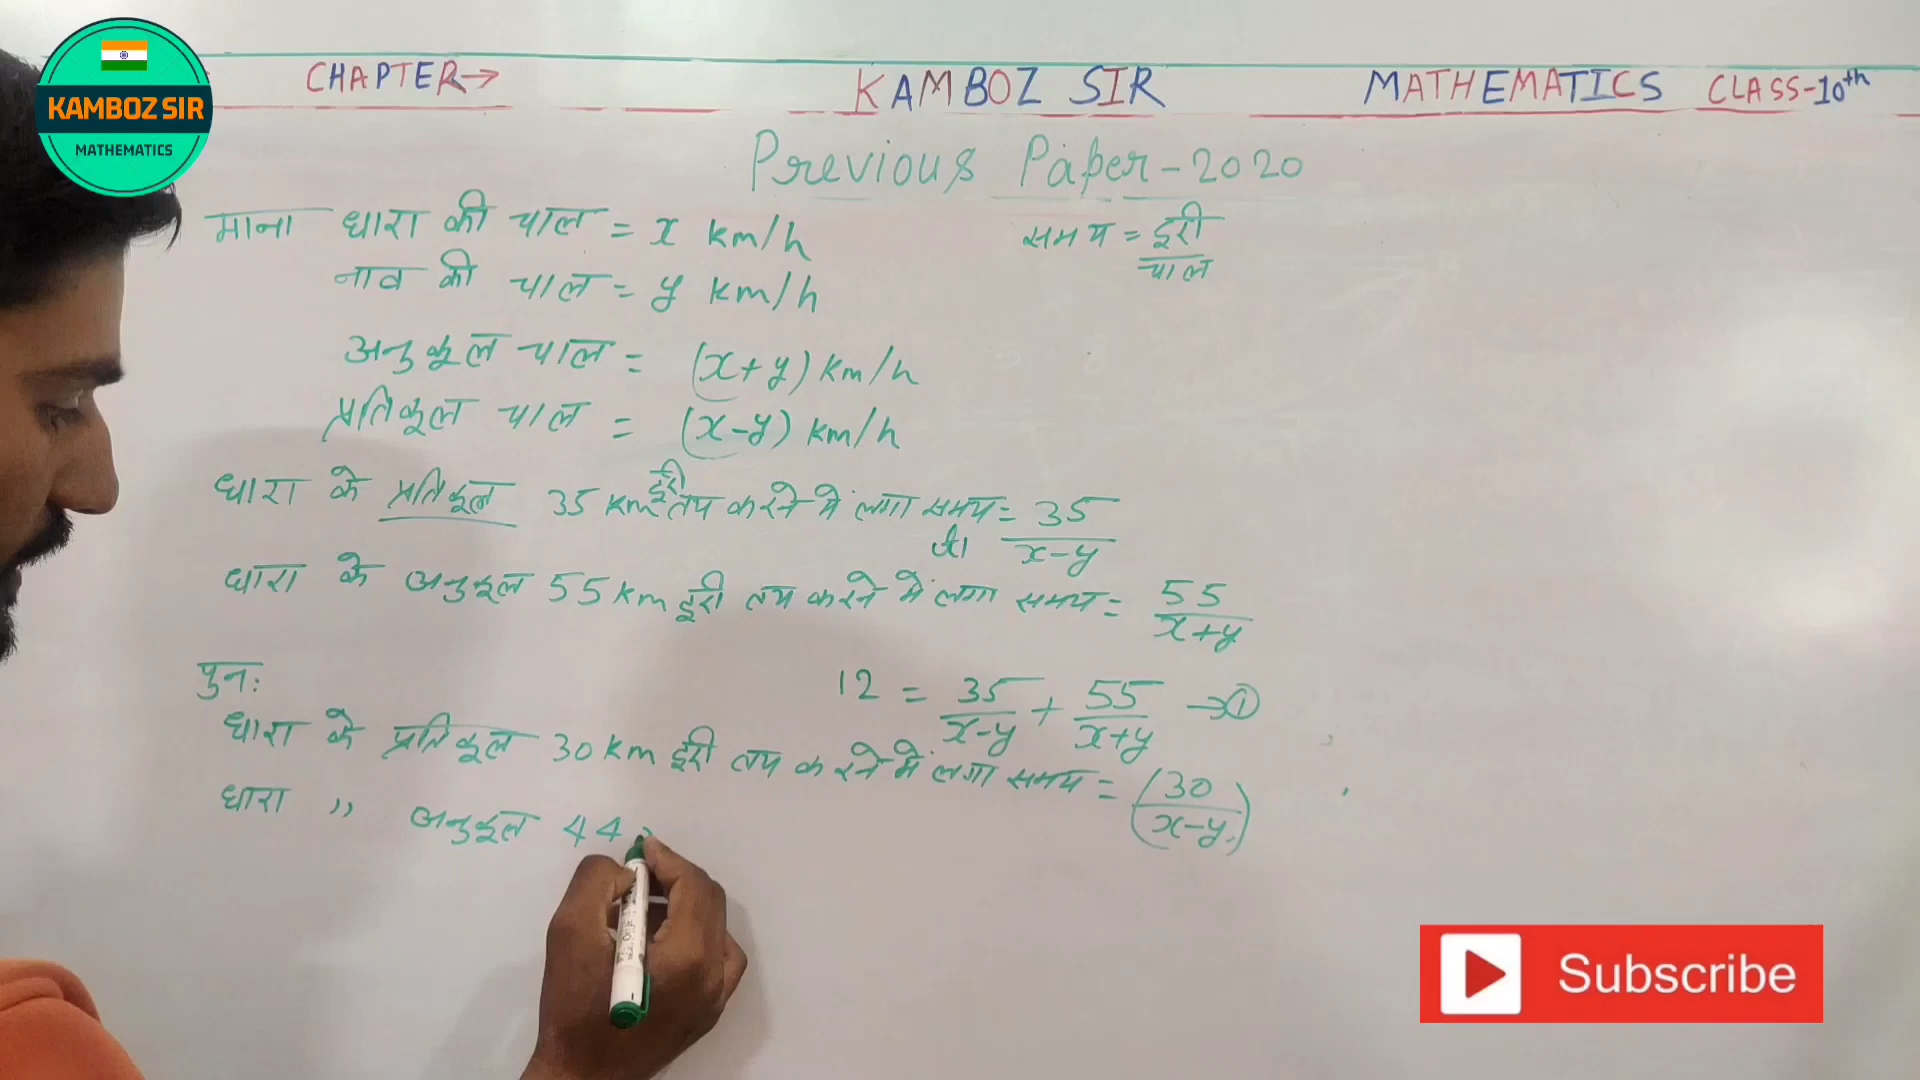 KAMBOZ SIR
MATHEMATICS
CHAPTER→ KAMBOZ SIR MATHEMATICS CLASS-10th
Previous Paper-2020
माना धारा की चाल = x km/h
समय = दूरी/चाल
नाव की चाल = y km/h
अनुकूल चाल = (x+y) km/h
प्रतिकूल चाल = (x-y) km/h
धारा के प्रतिकूल 35 km दूरी तय करने में लगा समय = 35/(x-y)
धारा के अनुकूल 55 km दूरी तय करने में लगा समय = 55/(x+y)
पुनः
12 = 35/(x-y) + 55/(x+y) →①
धारा के प्रतिकूल 30 km दूरी तय करने में लगा समय = (30/(x-y))
धारा ,, अनुकूल 44
Subscribe